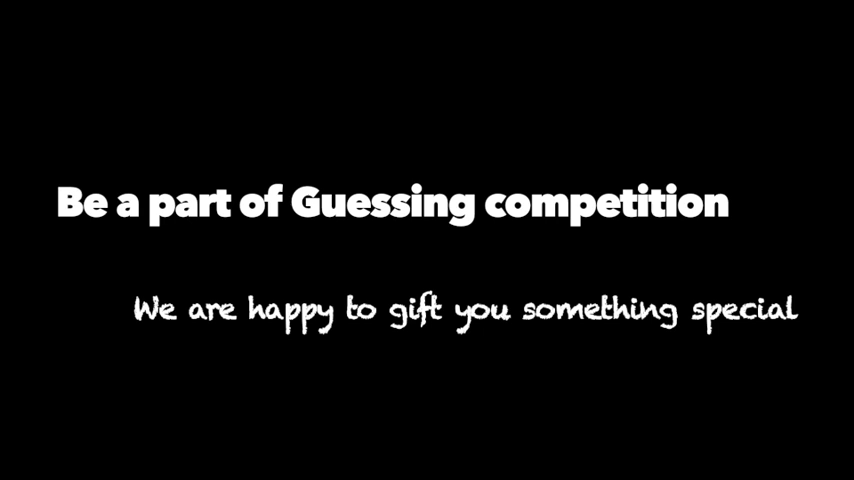 Be a part of Guessing competition
We are happy to gift you something special